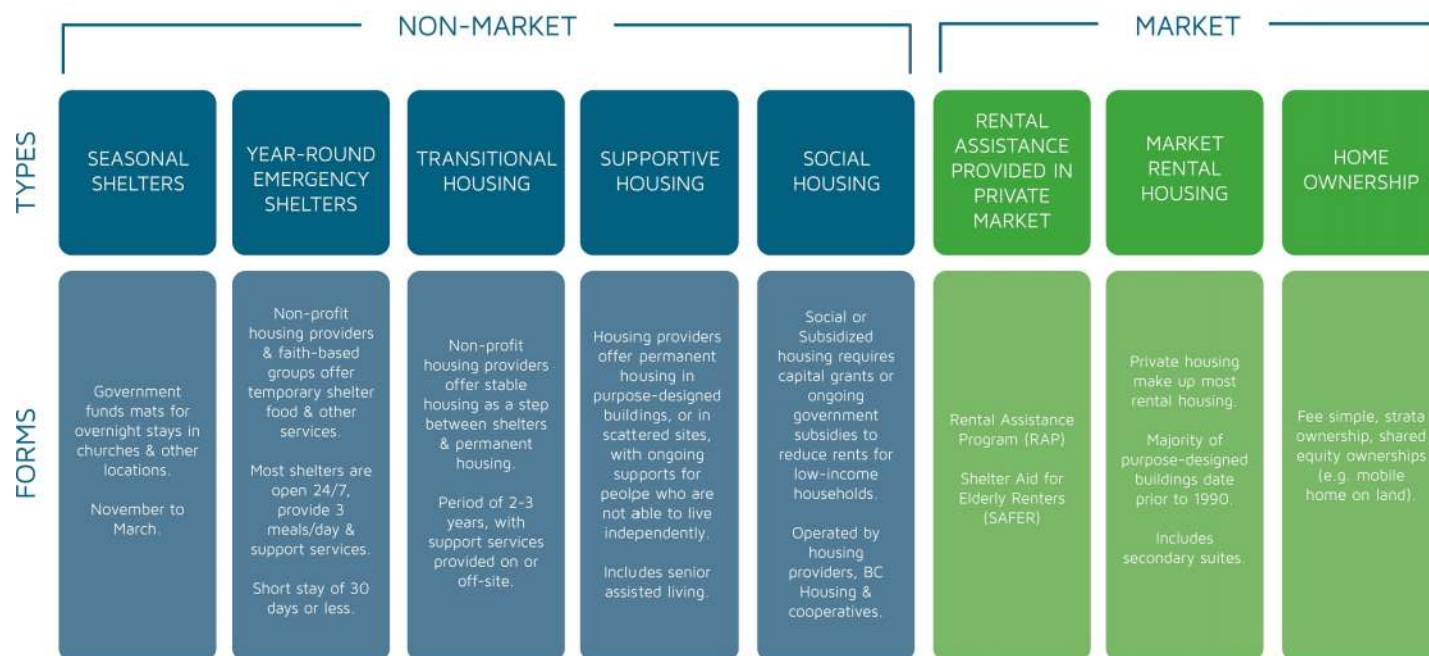 NON-MARKET
MARKET
TYPES
SEASONAL
SHELTERS
YEAR-ROUND
EMERGENCY
SHELTERS
TRANSITIONAL
HOUSING
SUPPORTIVE
HOUSING
SOCIAL
HOUSING
RENTAL
ASSISTANCE
PROVIDED IN
PRIVATE
MARKET
MARKET
RENTAL
HOUSING
HOME
OWNERSHIP
FORMS
Government
funds mats for
overnight stays in
churches & other
locations.
November to
March.
Non-profit
housing providers
& faith-based
groups offer
temporary shelter
food & other
services.
Most shelters are
open 24/7,
provide 3
meals/day &
support services.
Short stay of 30
days or less.
Non-profit
housing providers
offer stable
housing as a step
between shelters
& permanent
housing.
Period of 2-3
years, with
support services
provided on or
off-site.
Housing providers
offer permanent
housing in
purpose-designed
buildings, or in
scattered sites,
with ongoing
supports for
peolpe who are
not able to live
independently.
Includes senior
assisted living.
Social or
Subsidized
housing requires
capital grants or
ongoing
government
subsidies to
reduce rents for
low-income
households.
Operated by
housing
providers, BC
Housing &
cooperatives.
Rental Assistance
Program (RAP)
Shelter Aid for
Elderly Renters
(SAFER)
Private housing
make up most
rental housing.
Majority of
purpose-designed
buildings date
prior to 1990.
Includes
secondary suites.
Fee simple, strata
ownership, shared
equity ownerships
(e.g. mobile
home on land).